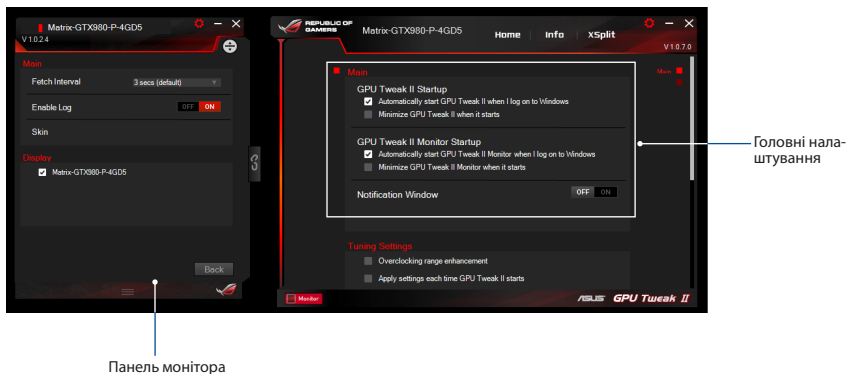 Matrix-GTX980-P-4GD5
V 1.0.2.4
Main
Fetch Interval 3 secs (default)
Enable Log OFF ON
Skin
Display
Matrix-GTX980-P-4GD5
Back
REPUBLIC OF
GAMERS
Matrix-GTX980-P-4GD5 Home Info XSplit
V 1.0.7.0
Main
Main
GPU Tweak II Startup
Automatically start GPU Tweak II when I log on to Windows
Minimize GPU Tweak II when it starts
GPU Tweak II Monitor Startup
Automatically start GPU Tweak II Monitor when I log on to Windows
Minimize GPU Tweak II Monitor when it starts
Notification Window OFF ON
Tuning Settings
Overclocking range enhancement
Apply settings each time GPU Tweak II starts
Monitor
ASUS GPU Tweak II
Головні нала-
штування
Панель монітора